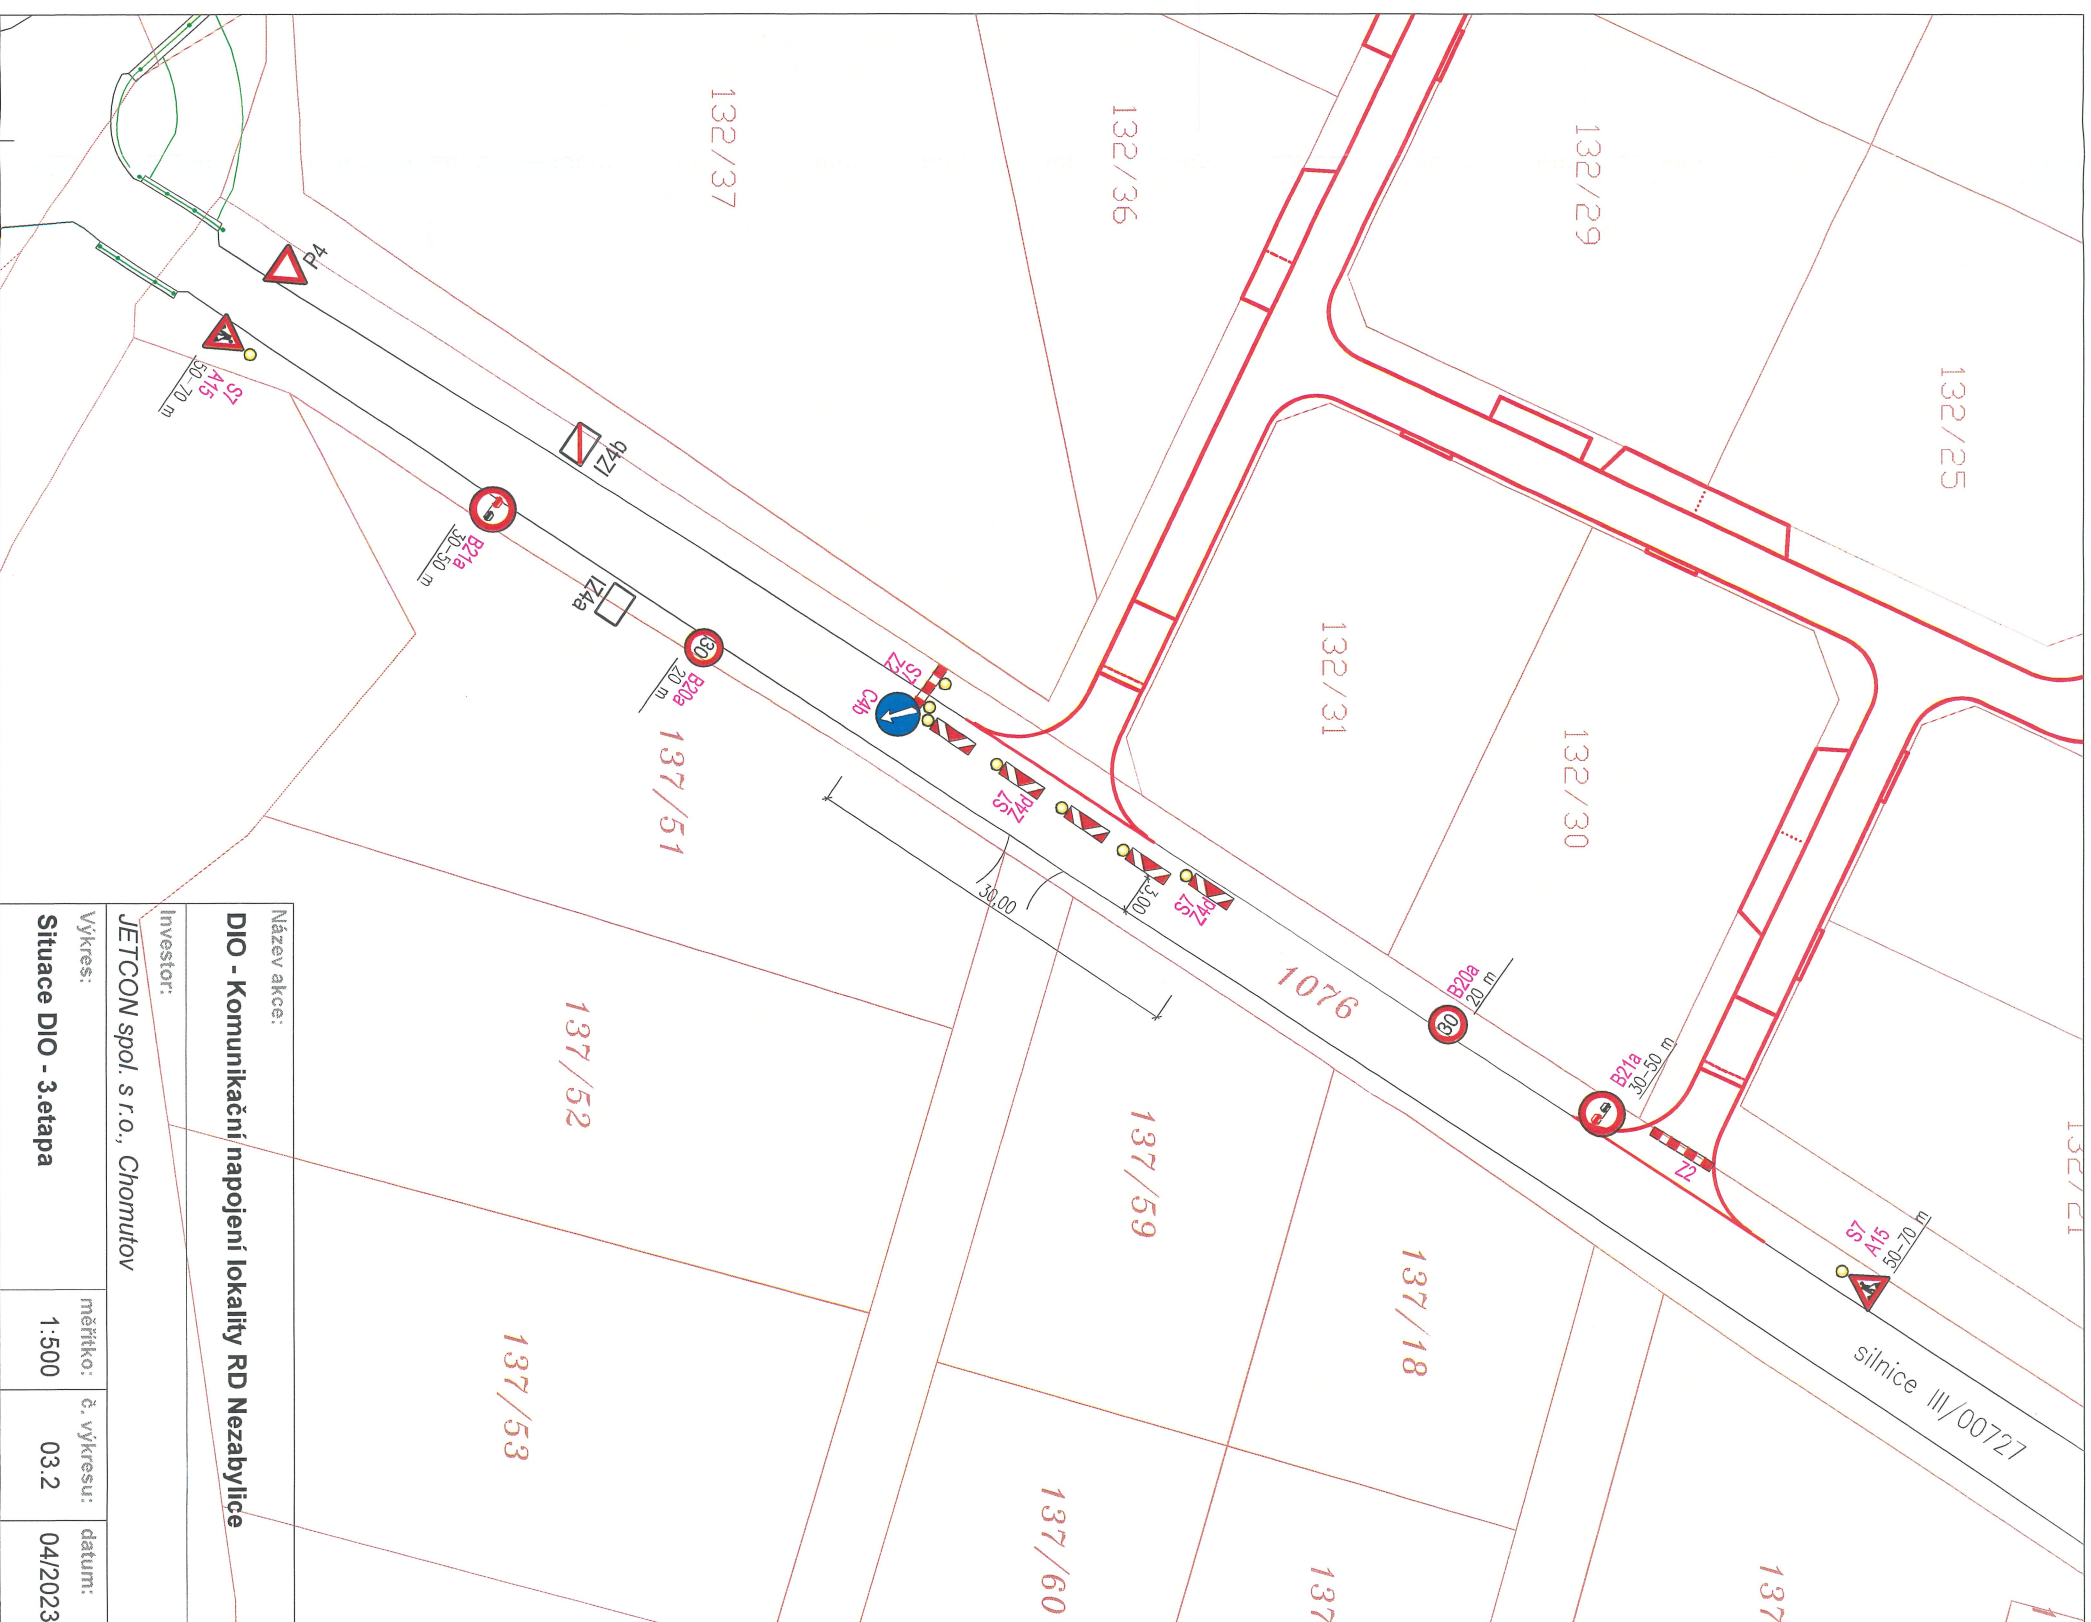 132/37
132/36
132/29
132/25
132/31
132/30
132/21
P4
S7
A15
50-70 m
IZ4b
B21a
30-50 m
IZ4a
30
B20a
20 m
S7
Z2
C4b
S7
Z4d
S7
Z4d
3,00
30,00
1076
B20a
20 m
30
B21a
30-50 m
Z2
S7
A15
50-70 m
silnice III/00727
137/51
137/52
137/53
137/59
137/18
137/60
137
137
Název akce:
DIO - Komunikační napojení lokality RD Nezabylice
Investor:
JETCON spol. s r.o., Chomutov
Výkres:
Situace DIO - 3.etapa
měřítko:
1:500
č. výkresu:
03.2
datum:
04/2023